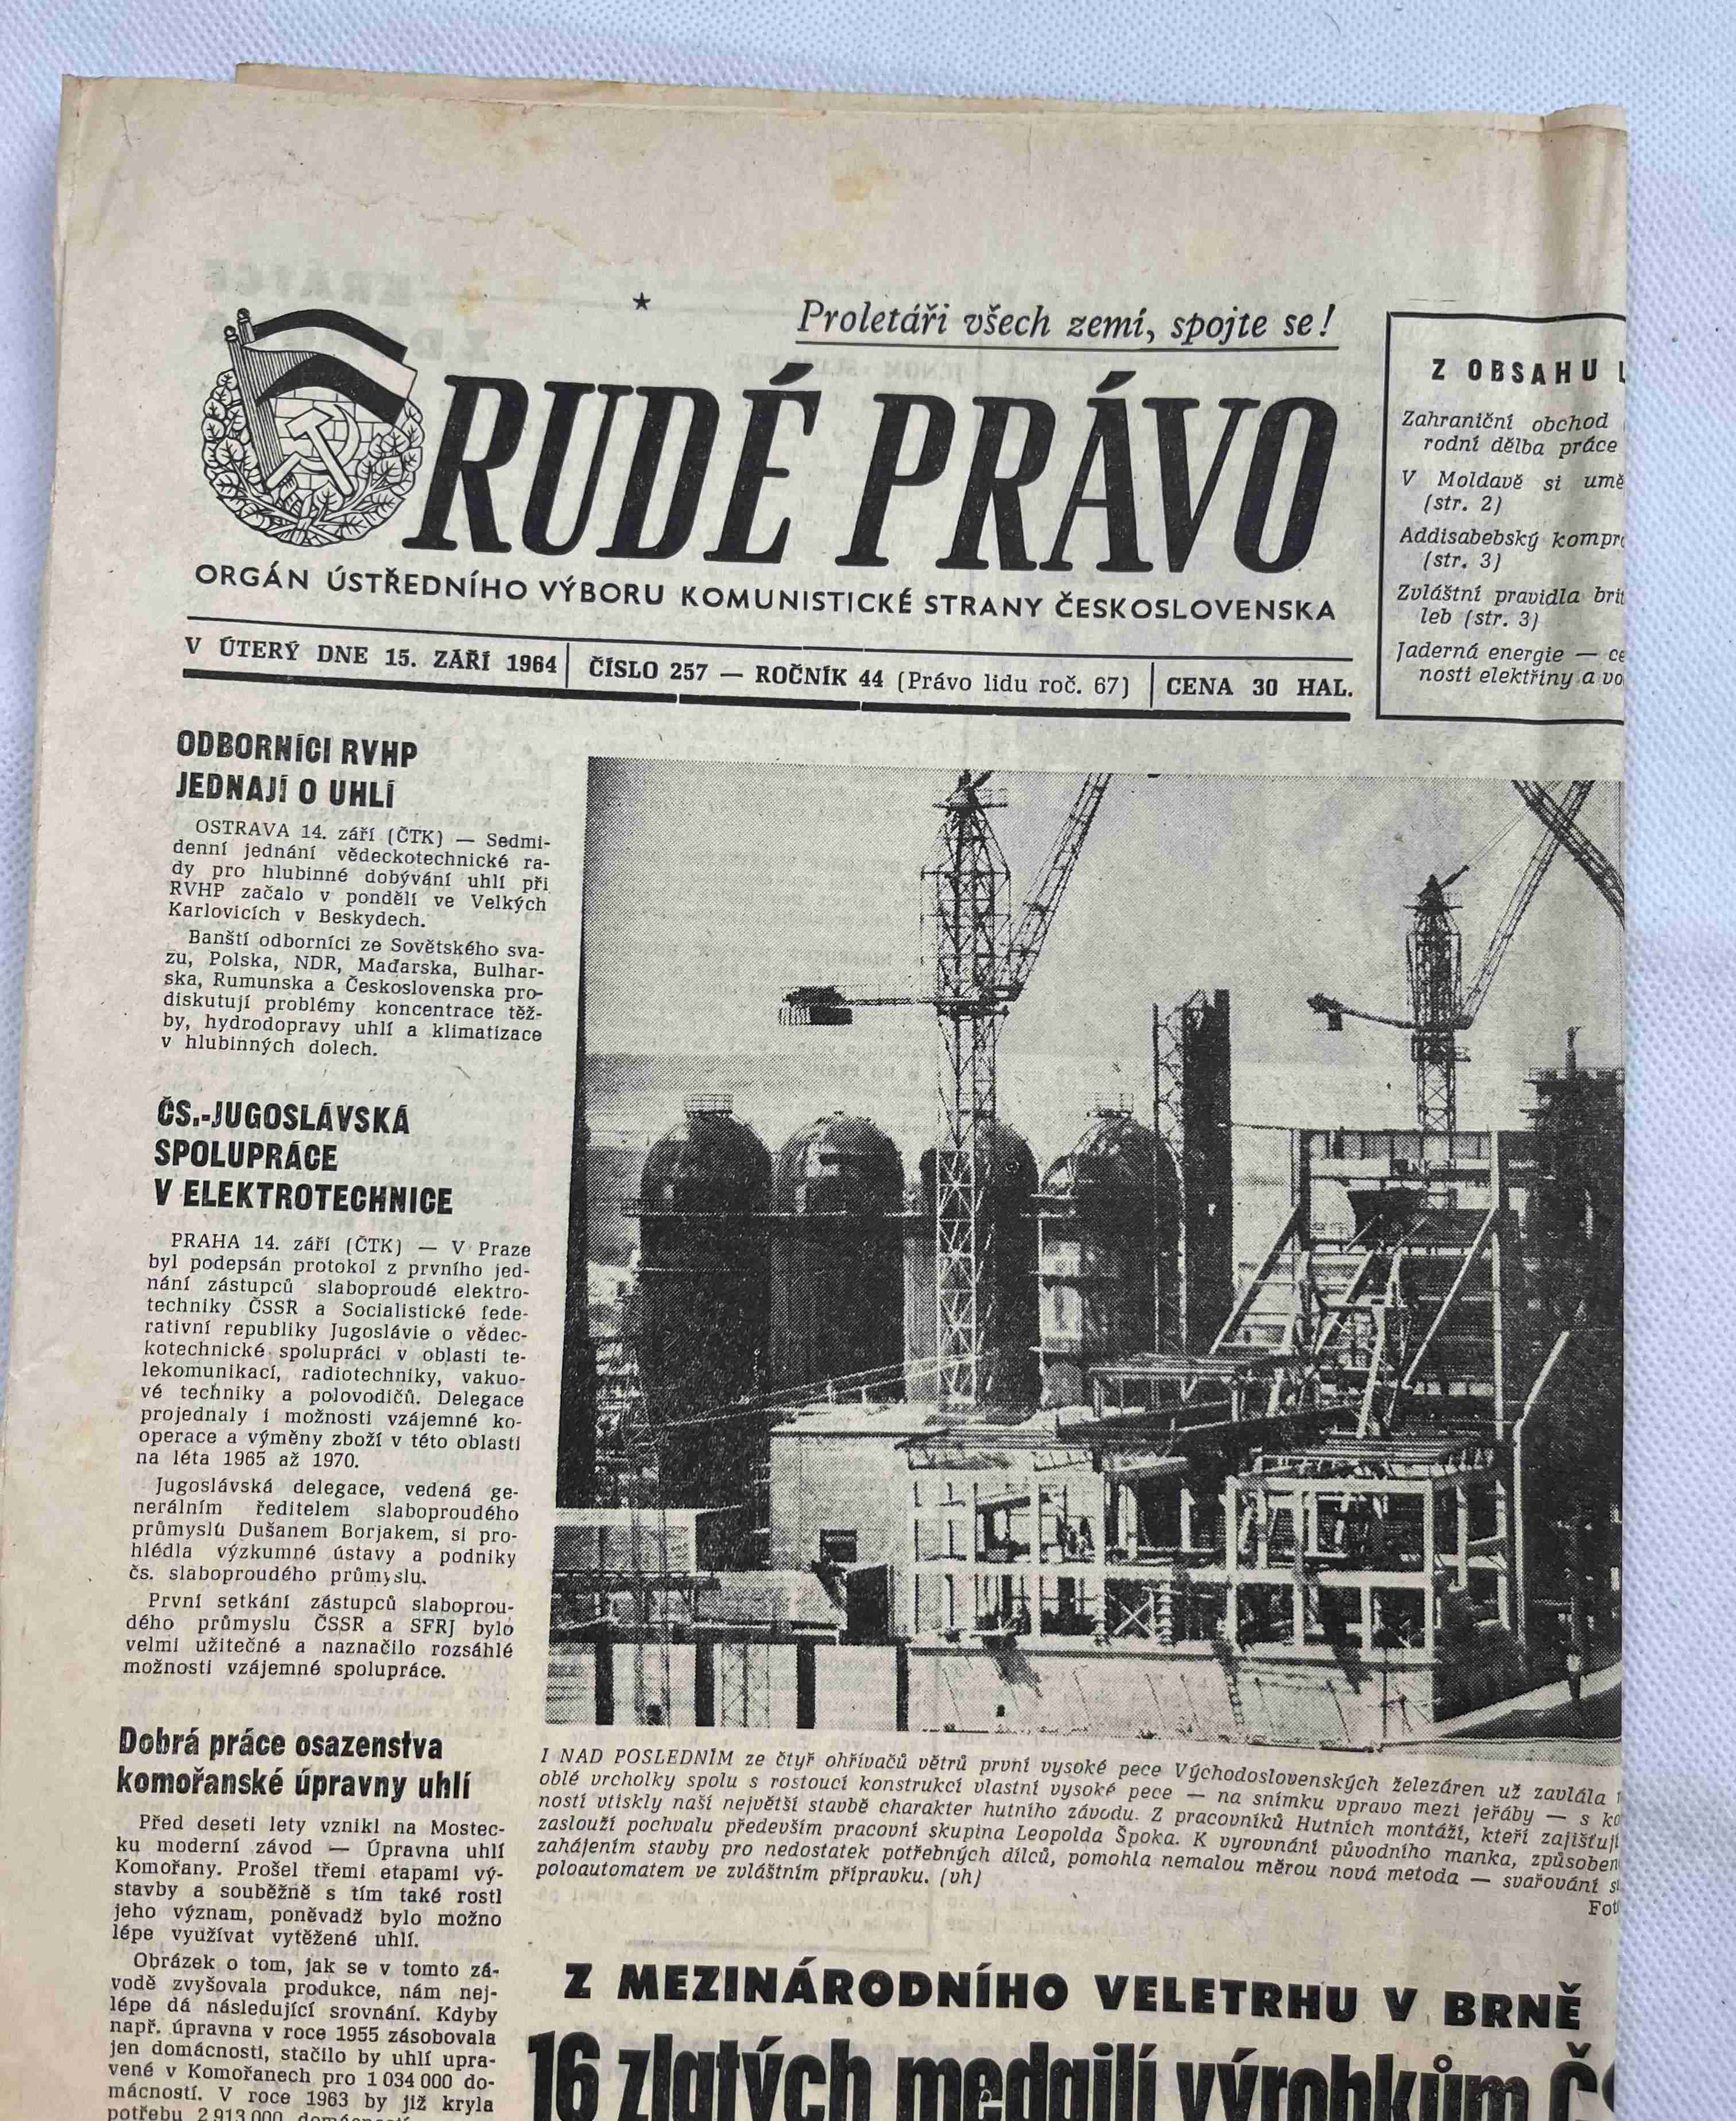 ★
Proletáři všech zemí, spojte se!
RUDÉ PRÁVO
ORGÁN ÚSTŘEDNÍHO VÝBORU KOMUNISTICKÉ STRANY ČESKOSLOVENSKA
V ÚTERÝ DNE 15. ZÁŘÍ 1964 ČÍSLO 257 — ROČNÍK 44 (Právo lidu roč. 67) CENA 30 HAL.
Z OBSAHU
Zahraniční obchod
rodní dělba práce
V Moldavě si umě
(str. 2)
Addisabebský kompro
(str. 3)
Zvláštní pravidla brit
leb (str. 3)
Jaderná energie — ce
nosti elektřiny a vo
ODBORNÍCI RVHP
JEDNAJÍ O UHLÍ
OSTRAVA 14. září (ČTK) — Sedmi-
denní jednání vědeckotechnické ra-
dy pro hlubinné dobývání uhlí při
RVHP začalo v pondělí ve Velkých
Karlovicích v Beskydech.
Banští odborníci ze Sovětského sva-
zu, Polska, NDR, Maďarska, Bulhar-
ska, Rumunska a Československa pro-
diskutují problémy koncentrace těž-
by, hydrodopravy uhlí a klimatizace
v hlubinných dolech.
ČS.-JUGOSLÁVSKÁ
SPOLUPRÁCE
V ELEKTROTECHNICE
PRAHA 14. září (ČTK) — V Praze
byl podepsán protokol z prvního jed-
nání zástupců slaboproudé elektro-
techniky ČSSR a Socialistické fede-
rativní republiky Jugoslávie o vědec-
kotechnické spolupráci v oblasti te-
lekomunikací, radiotechniky, vakuo-
vé techniky a polovodičů. Delegace
projednaly i možnosti vzájemné ko-
operace a výměny zboží v této oblasti
na léta 1965 až 1970.
Jugoslávská delegace, vedená ge-
nerálním ředitelem slaboproudého
průmyslu Dušanem Borjakem, si pro-
hlédla výzkumné ústavy a podniky
čs. slaboproudého průmyslu.
První setkání zástupců slaboprou-
dého průmyslu ČSSR a SFRJ bylo
velmi užitečné a naznačilo rozsáhlé
možnosti vzájemné spolupráce.
Dobrá práce osazenstva
komořanské úpravny uhlí
Před deseti lety vznikl na Mostec-
ku moderní závod — Úpravna uhlí
Komořany. Prošel třemi etapami vý-
stavby a souběžně s tím také rostl
jeho význam, poněvadž bylo možno
lépe využívat vytěžené uhlí.
Obrázek o tom, jak se v tomto zá-
vodě zvyšovala produkce, nám nej-
lépe dá následující srovnání. Kdyby
např. úpravna v roce 1955 zásobovala
jen domácnosti, stačilo by uhlí upra-
vené v Komořanech pro 1 034 000 do-
mácností. V roce 1963 by již kryla
potřebu 2 913 000
I NAD POSLEDNÍM ze čtyř ohřívačů větrů první vysoké pece Východoslovenských železáren už zavlála
oblé vrcholky spolu s rostoucí konstrukcí vlastní vysoké pece — na snímku vpravo mezi jeřáby — s ko
ností vtiskly naší největší stavbě charakter hutního závodu. Z pracovníků Hutních montáží, kteří zajišťují
zaslouží pochvalu především pracovní skupina Leopolda Špoka. K vyrovnání původního manka, způsoben
zahájením stavby pro nedostatek potřebných dílců, pomohla nemalou měrou nová metoda — svařování s
poloautomatem ve zvláštním přípravku. (vh)
Fot
Z MEZINÁRODNÍHO VELETRHU V BRNĚ
16 zlatých medailí výrobkům Č